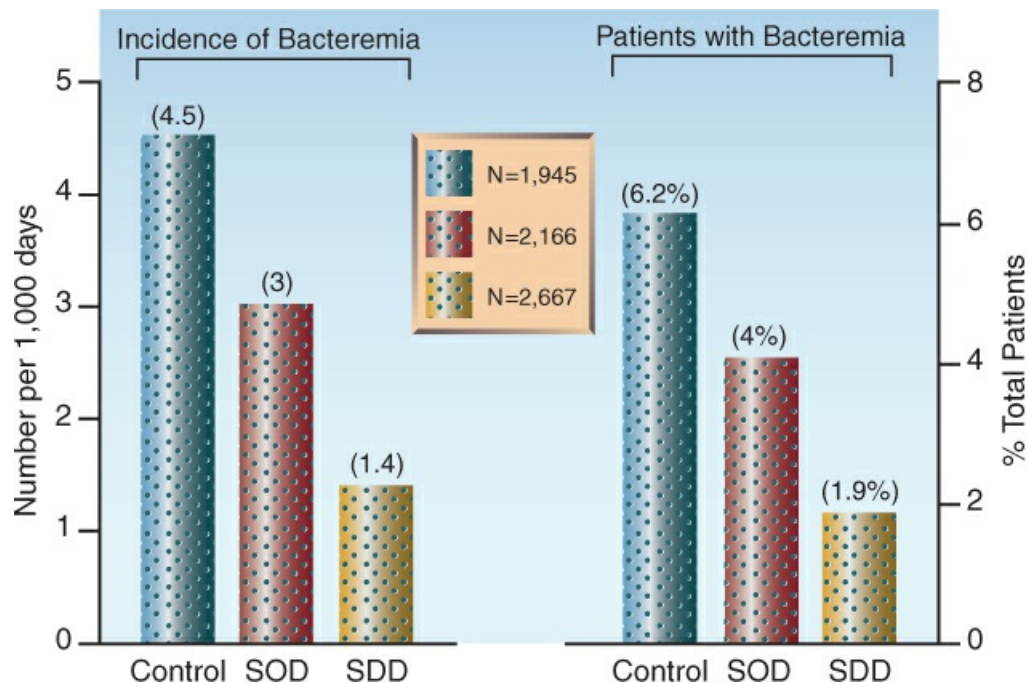 Incidence of Bacteremia
Patients with Bacteremia
Number per 1,000 days
5
4
3
2
1
0
(4.5)
(3)
(1.4)
Control SOD SDD
N=1,945
N=2,166
N=2,667
(6.2%)
(4%)
(1.9%)
Control SOD SDD
8
6
4
2
0
% Total Patients